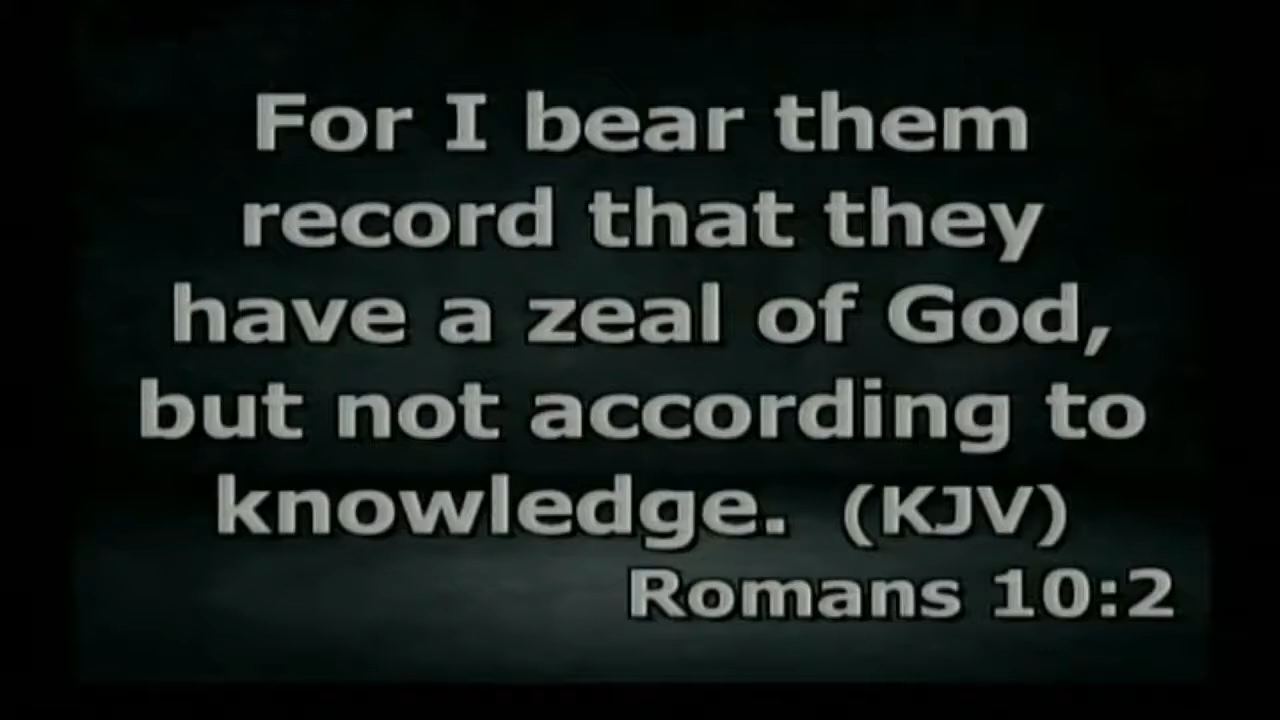 For I bear them
record that they
have a zeal of God,
but not according to
knowledge. (KJV)
Romans 10:2